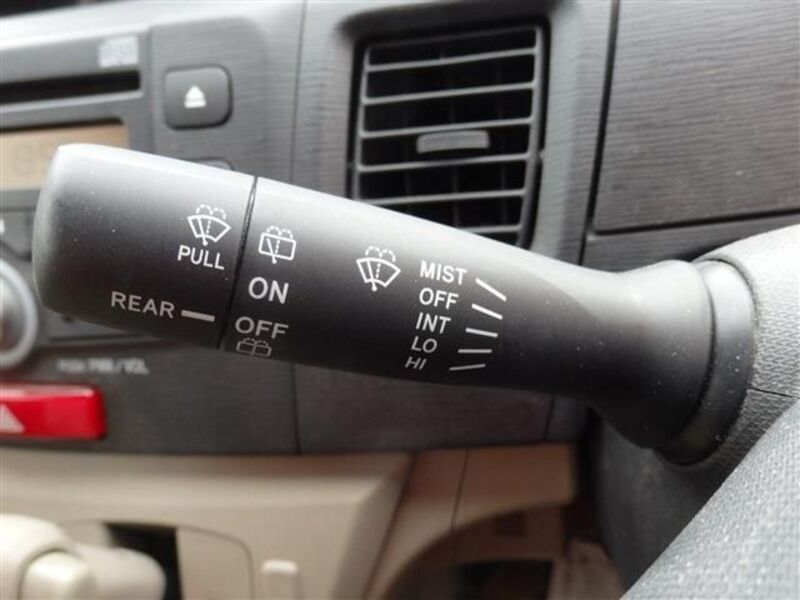 PULL
REAR
ON
OFF
MIST
OFF
INT
LO
HI